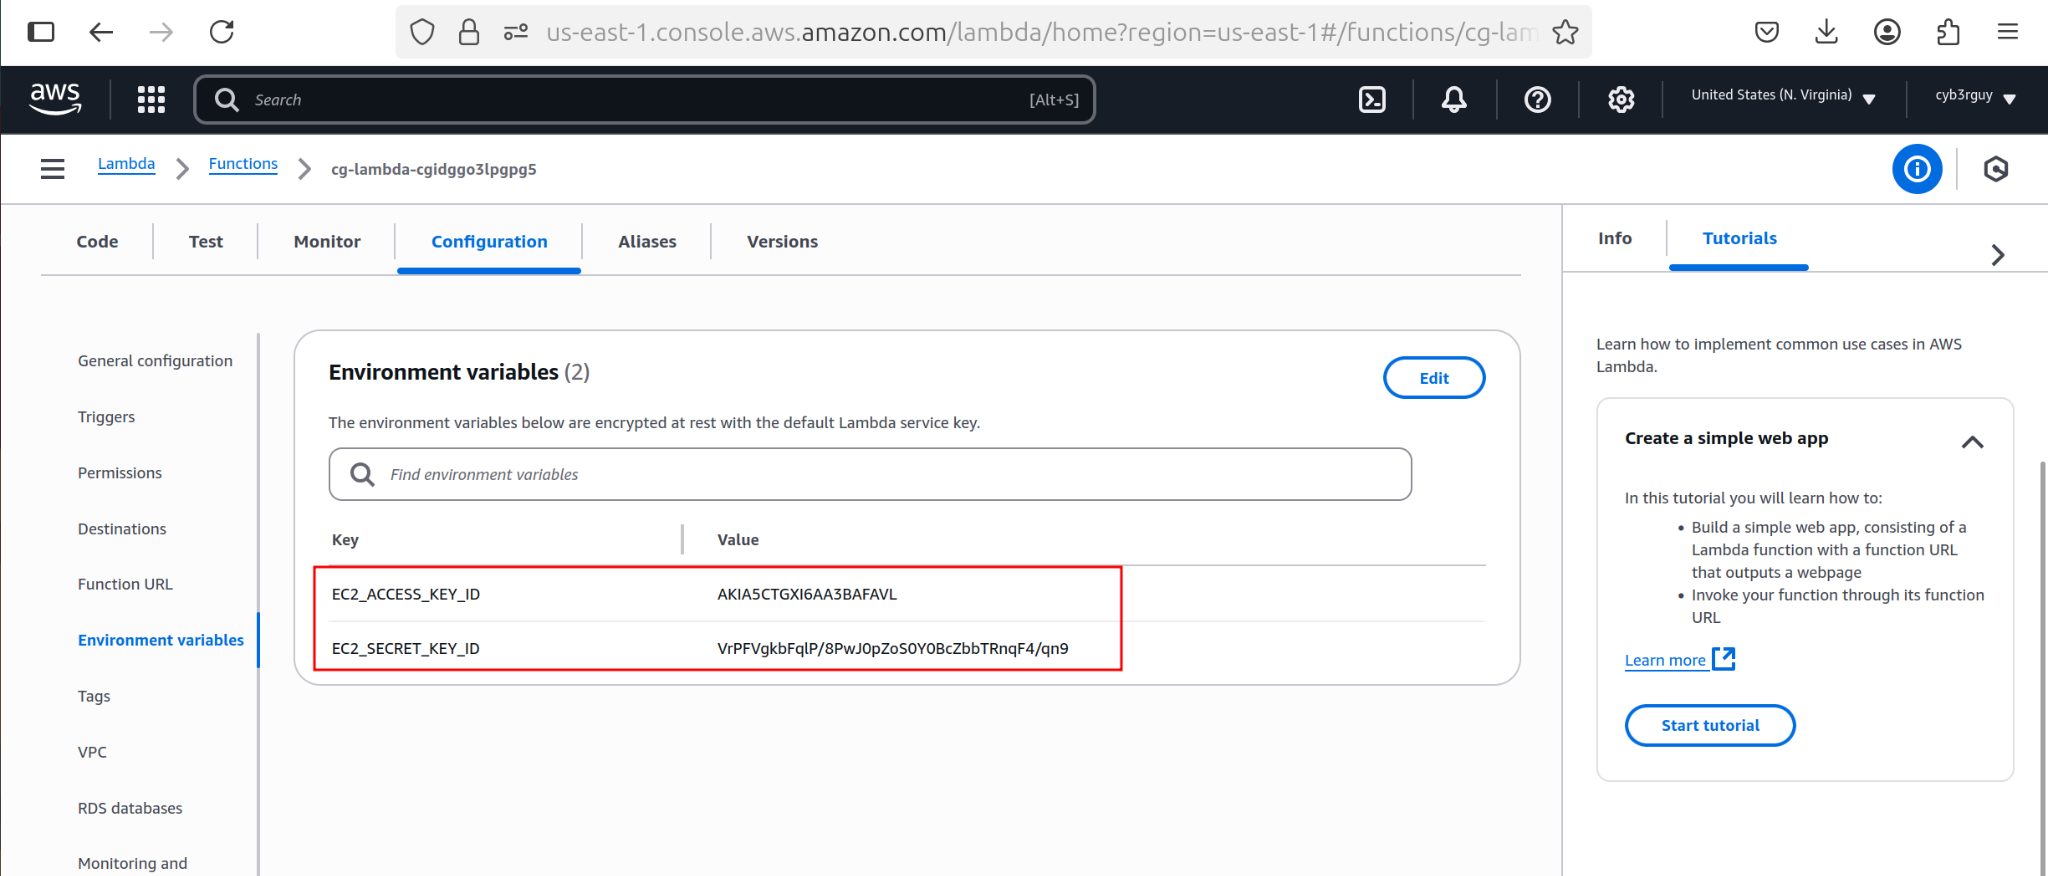 us-east-1.console.aws.amazon.com/lambda/home?region=us-east-1#/functions/cg-lam
aws
Search
[Alt+S]
United States (N. Virginia)
cyb3rguy
Lambda
Functions
cg-lambda-cgidggo3lpgpg5
Code
Test
Monitor
Configuration
Aliases
Versions
General configuration
Triggers
Permissions
Destinations
Function URL
Environment variables
Tags
VPC
RDS databases
Monitoring and
Environment variables (2)
Edit
The environment variables below are encrypted at rest with the default Lambda service key.
Find environment variables
Key Value
EC2_ACCESS_KEY_ID AKIA5CTGXI6AA3BAFAVL
EC2_SECRET_KEY_ID VrPFVgkbFqlP/8PwJ0pZoS0Y0BcZbbTRnqF4/qn9
Info
Tutorials
Learn how to implement common use cases in AWS
Lambda.
Create a simple web app
In this tutorial you will learn how to:
• Build a simple web app, consisting of a
Lambda function with a function URL
that outputs a webpage
• Invoke your function through its function
URL
Learn more
Start tutorial